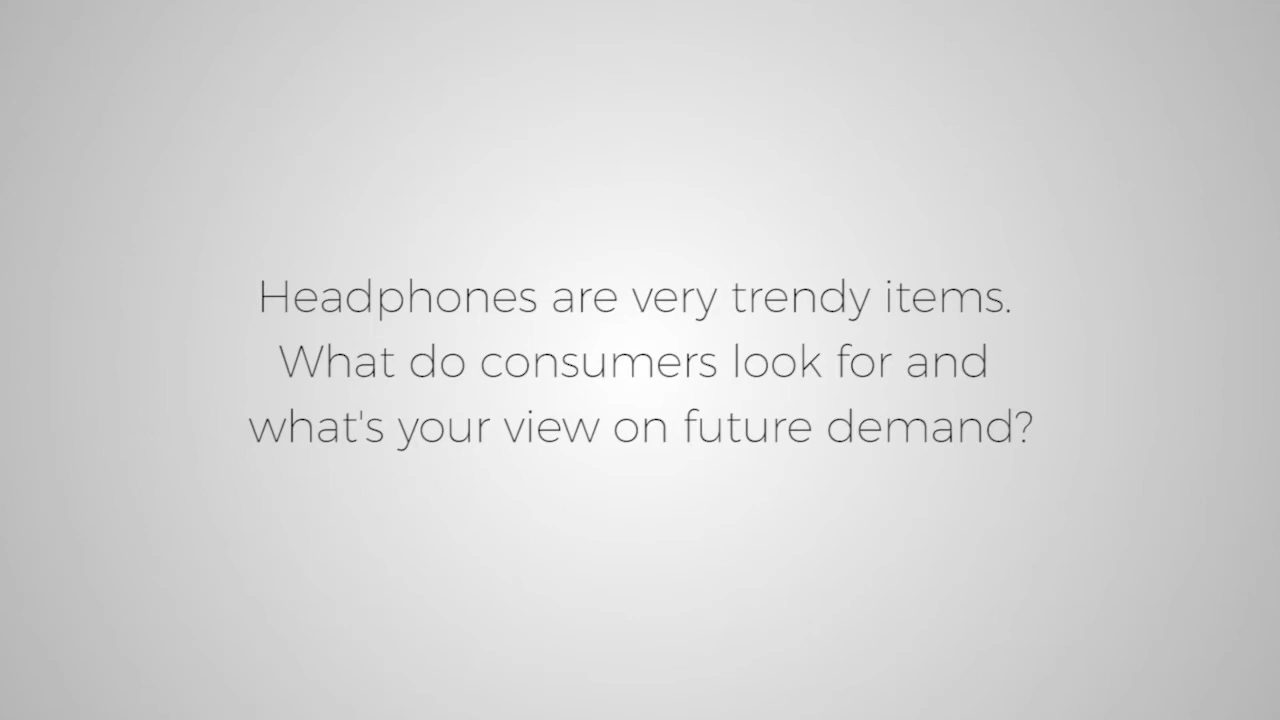 Headphones are very trendy items.
What do consumers look for and
what's your view on future demand?